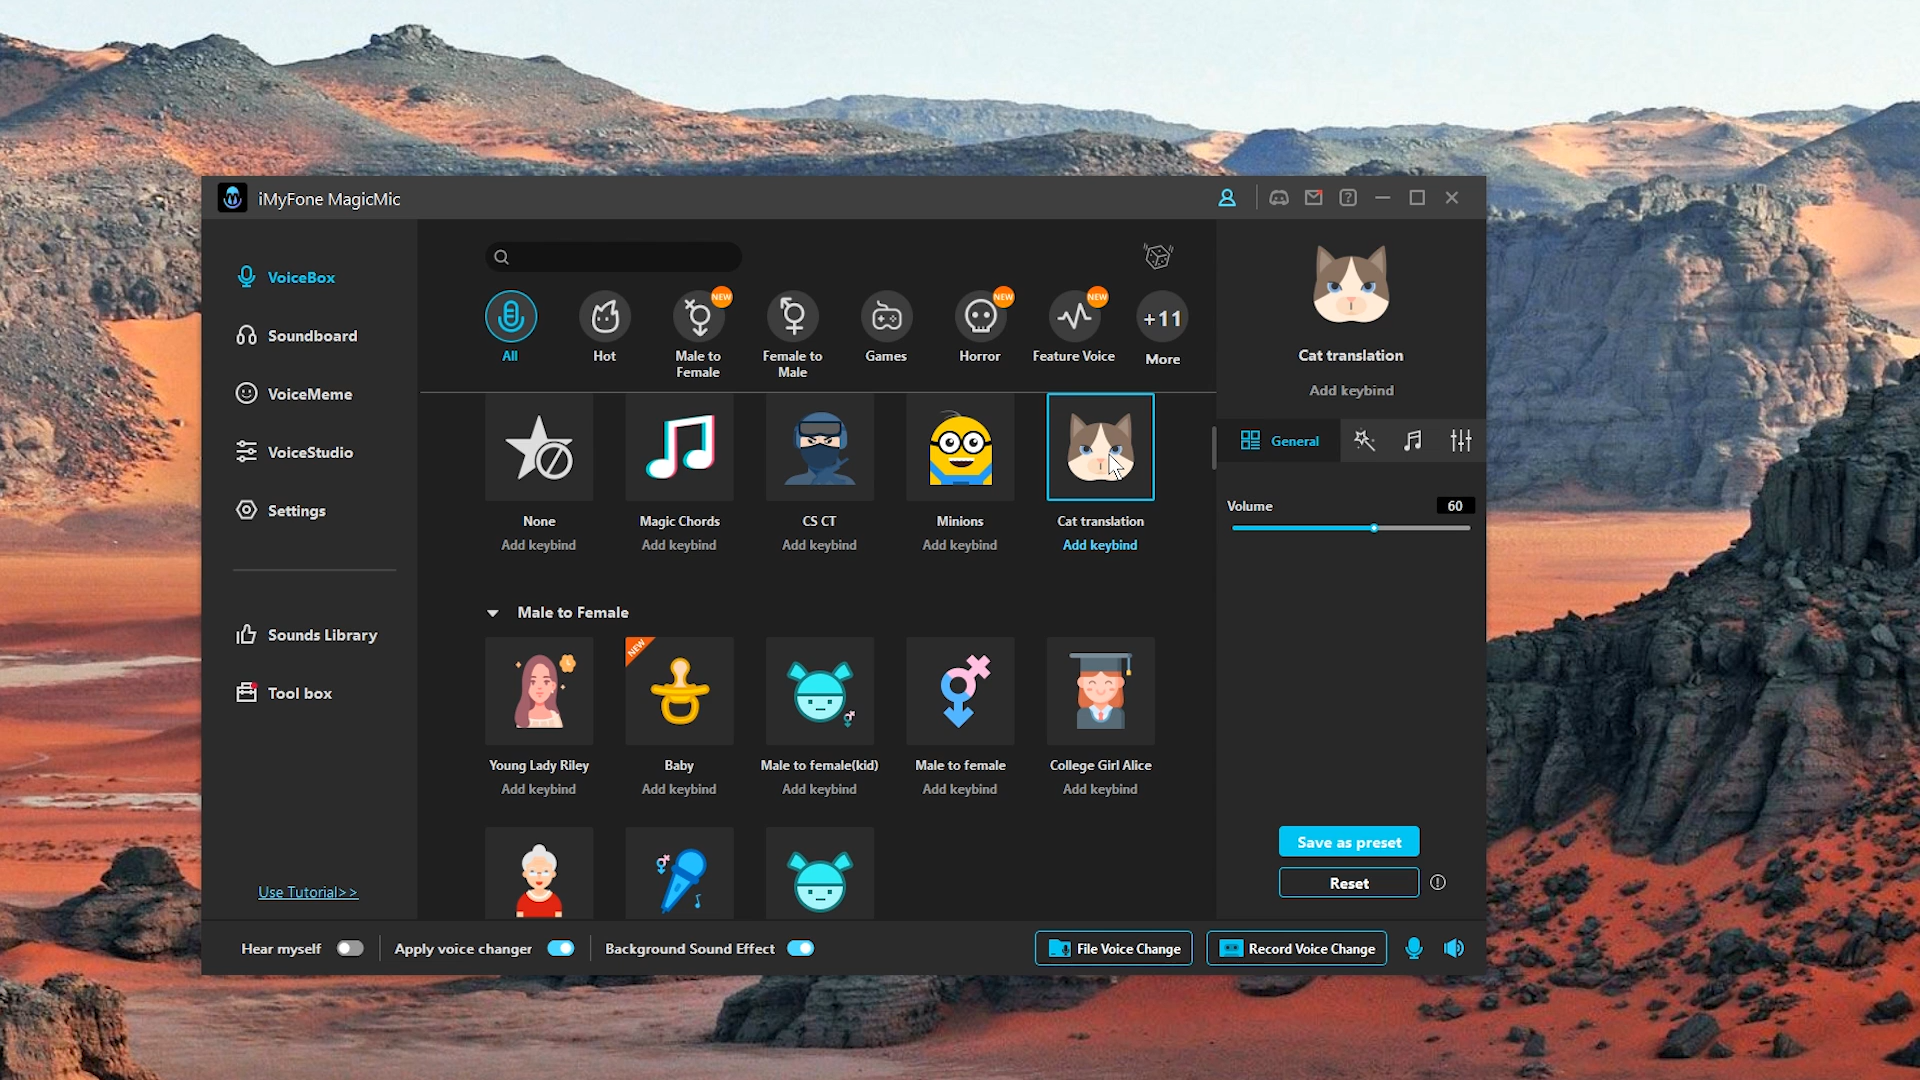 iMyFone MagicMic
VoiceBox
Soundboard
VoiceMeme
VoiceStudio
Settings
Sounds Library
Tool box
Use Tutorial>>
NEW
NEW
NEW
+11
All
Hot
Male to
Female
Female to
Male
Games
Horror
Feature Voice
More
None
Magic Chords
CS CT
Minions
Cat translation
Add keybind
Add keybind
Add keybind
Add keybind
Add keybind
Male to Female
NEW
Young Lady Riley
Baby
Male to female(kid)
Male to female
College Girl Alice
Add keybind
Add keybind
Add keybind
Add keybind
Add keybind
Cat translation
Add keybind
General
Volume
60
Save as preset
Reset
Hear myself
Apply voice changer
Background Sound Effect
File Voice Change
Record Voice Change